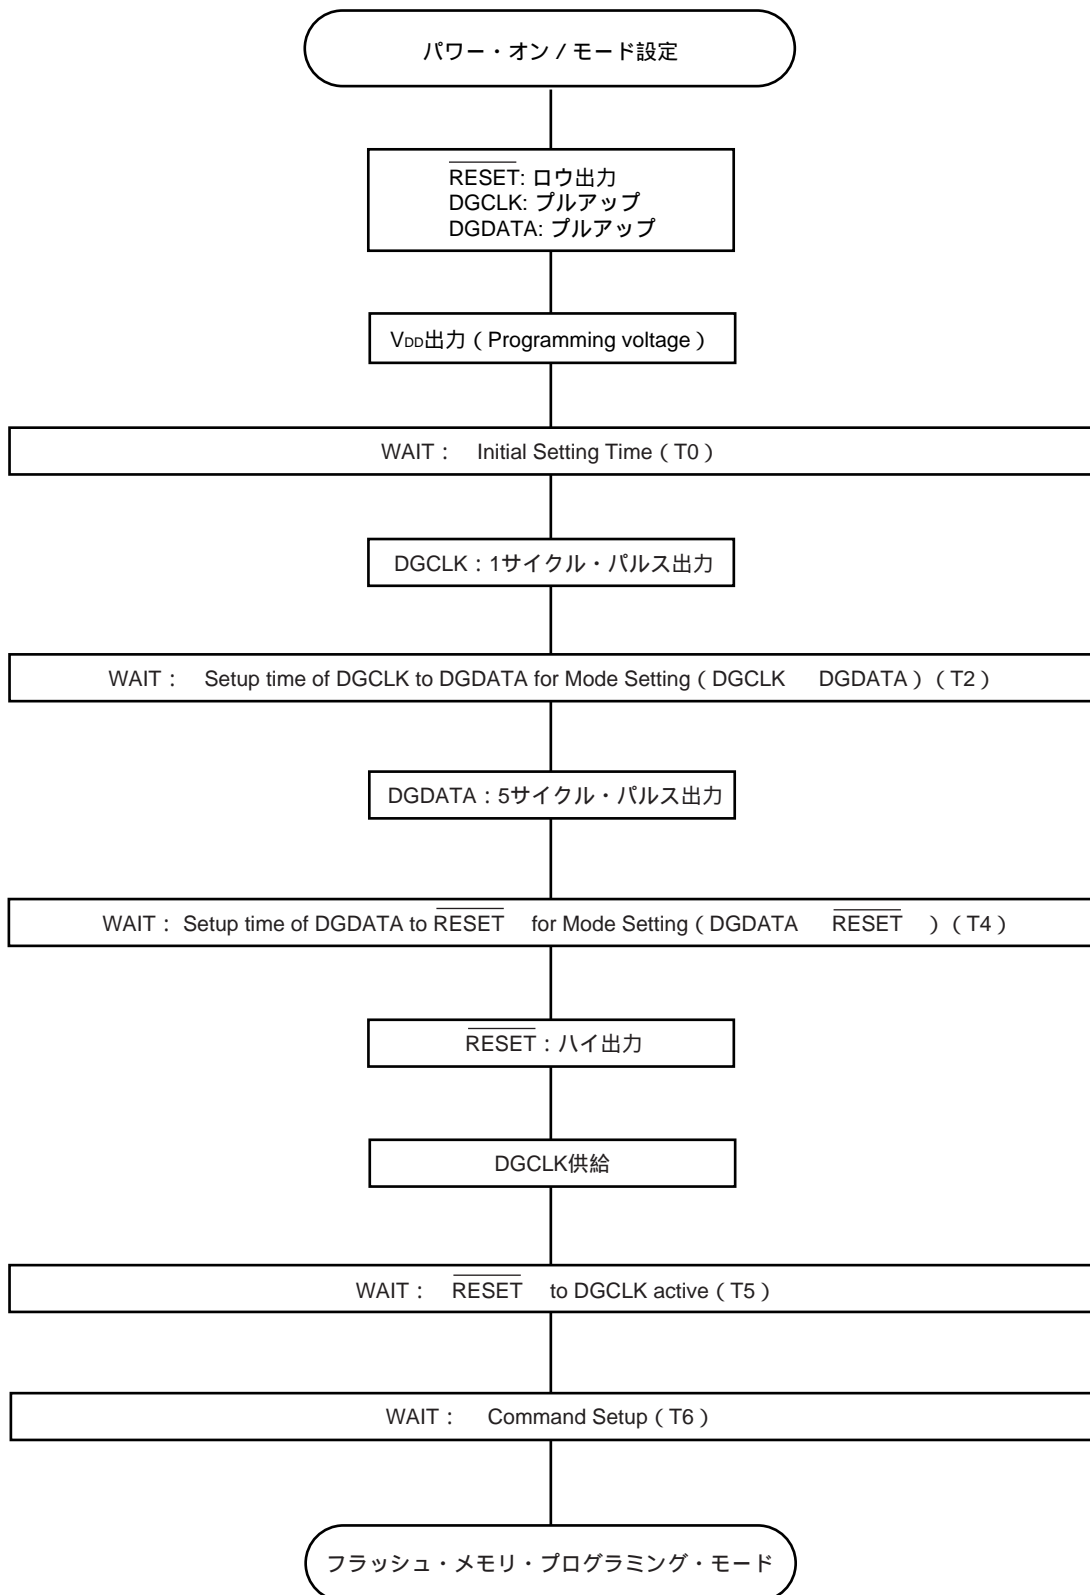 パワー・オン / モード設定
RESET: ロウ出力
DGCLK: プルアップ
DGDATA: プルアップ
VDD出力 ( Programming voltage )
WAIT : Initial Setting Time ( T0 )
DGCLK : 1サイクル・パルス出力
WAIT : Setup time of DGCLK to DGDATA for Mode Setting ( DGCLK DGDATA ) ( T2 )
DGDATA : 5サイクル・パルス出力
WAIT : Setup time of DGDATA to RESET for Mode Setting ( DGDATA RESET ) ( T4 )
RESET : ハイ出力
DGCLK供給
WAIT : RESET to DGCLK active ( T5 )
WAIT : Command Setup ( T6 )
フラッシュ・メモリ・プログラミング・モード